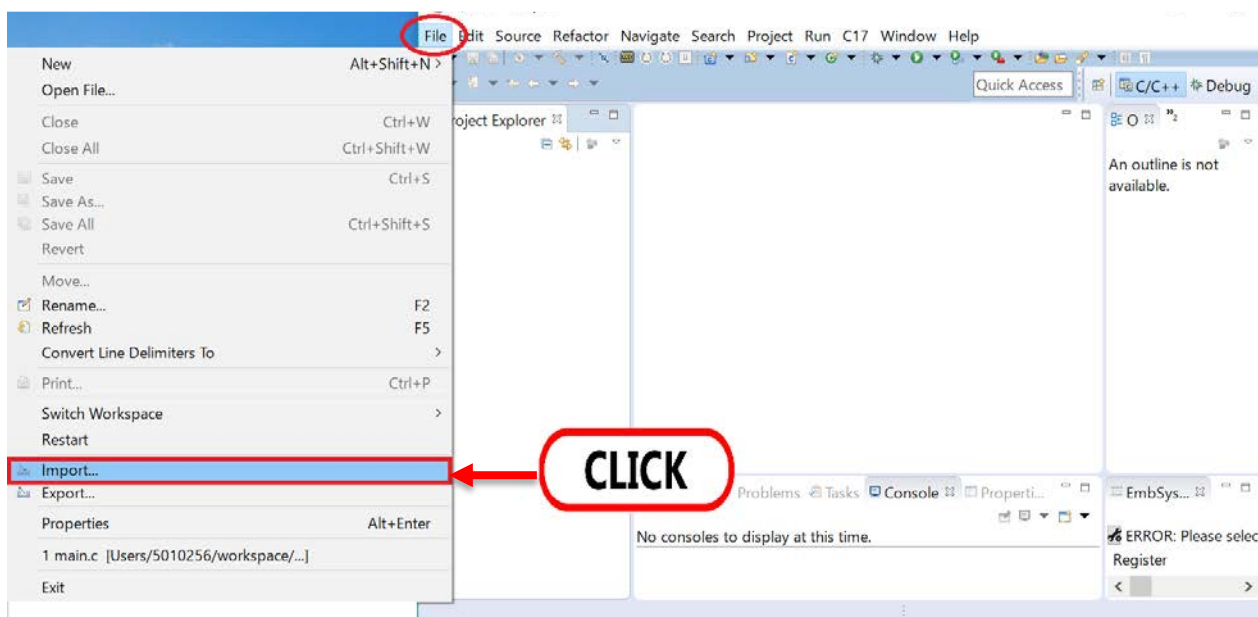 File Edit Source Refactor Navigate Search Project Run C17 Window Help
New Alt+Shift+N >
Open File...
Close Ctrl+W
Close All Ctrl+Shift+W
Save Ctrl+S
Save As...
Save All Ctrl+Shift+S
Revert
Move...
Rename... F2
Refresh F5
Convert Line Delimiters To >
Print... Ctrl+P
Switch Workspace >
Restart
Import...
Export...
Properties Alt+Enter
1 main.c [Users/5010256/workspace/...]
Exit
Quick Access
C/C++ Debug
roject Explorer
O »2
An outline is not
available.
CLICK
Problems Tasks Console Properti...
No consoles to display at this time.
EmbSys...
ERROR: Please selec
Register